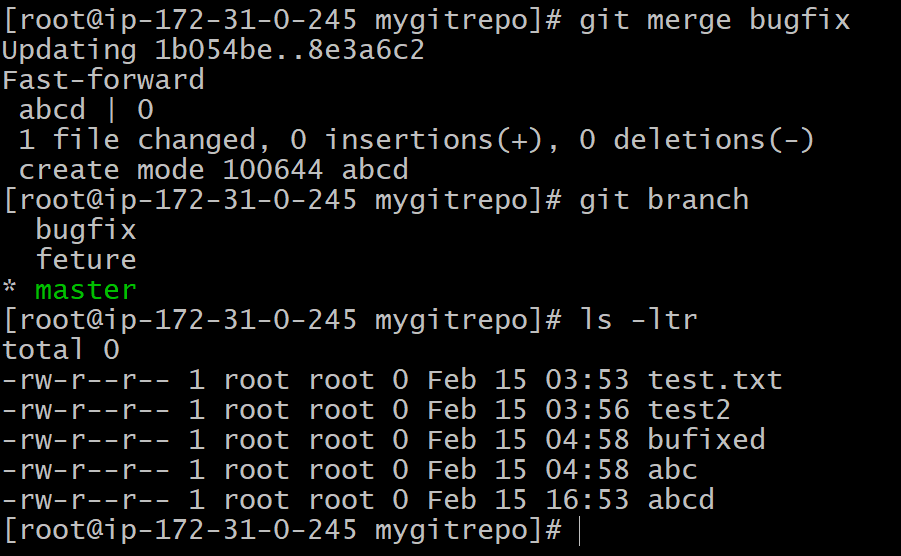 [root@ip-172-31-0-245 mygitrepo]# git merge bugfix
Updating 1b054be..8e3a6c2
Fast-forward
 abcd | 0
 1 file changed, 0 insertions(+), 0 deletions(-)
 create mode 100644 abcd
[root@ip-172-31-0-245 mygitrepo]# git branch
  bugfix
  feture
* master
[root@ip-172-31-0-245 mygitrepo]# ls -ltr
total 0
-rw-r--r-- 1 root root 0 Feb 15 03:53 test.txt
-rw-r--r-- 1 root root 0 Feb 15 03:56 test2
-rw-r--r-- 1 root root 0 Feb 15 04:58 bufixed
-rw-r--r-- 1 root root 0 Feb 15 04:58 abc
-rw-r--r-- 1 root root 0 Feb 15 16:53 abcd
[root@ip-172-31-0-245 mygitrepo]#